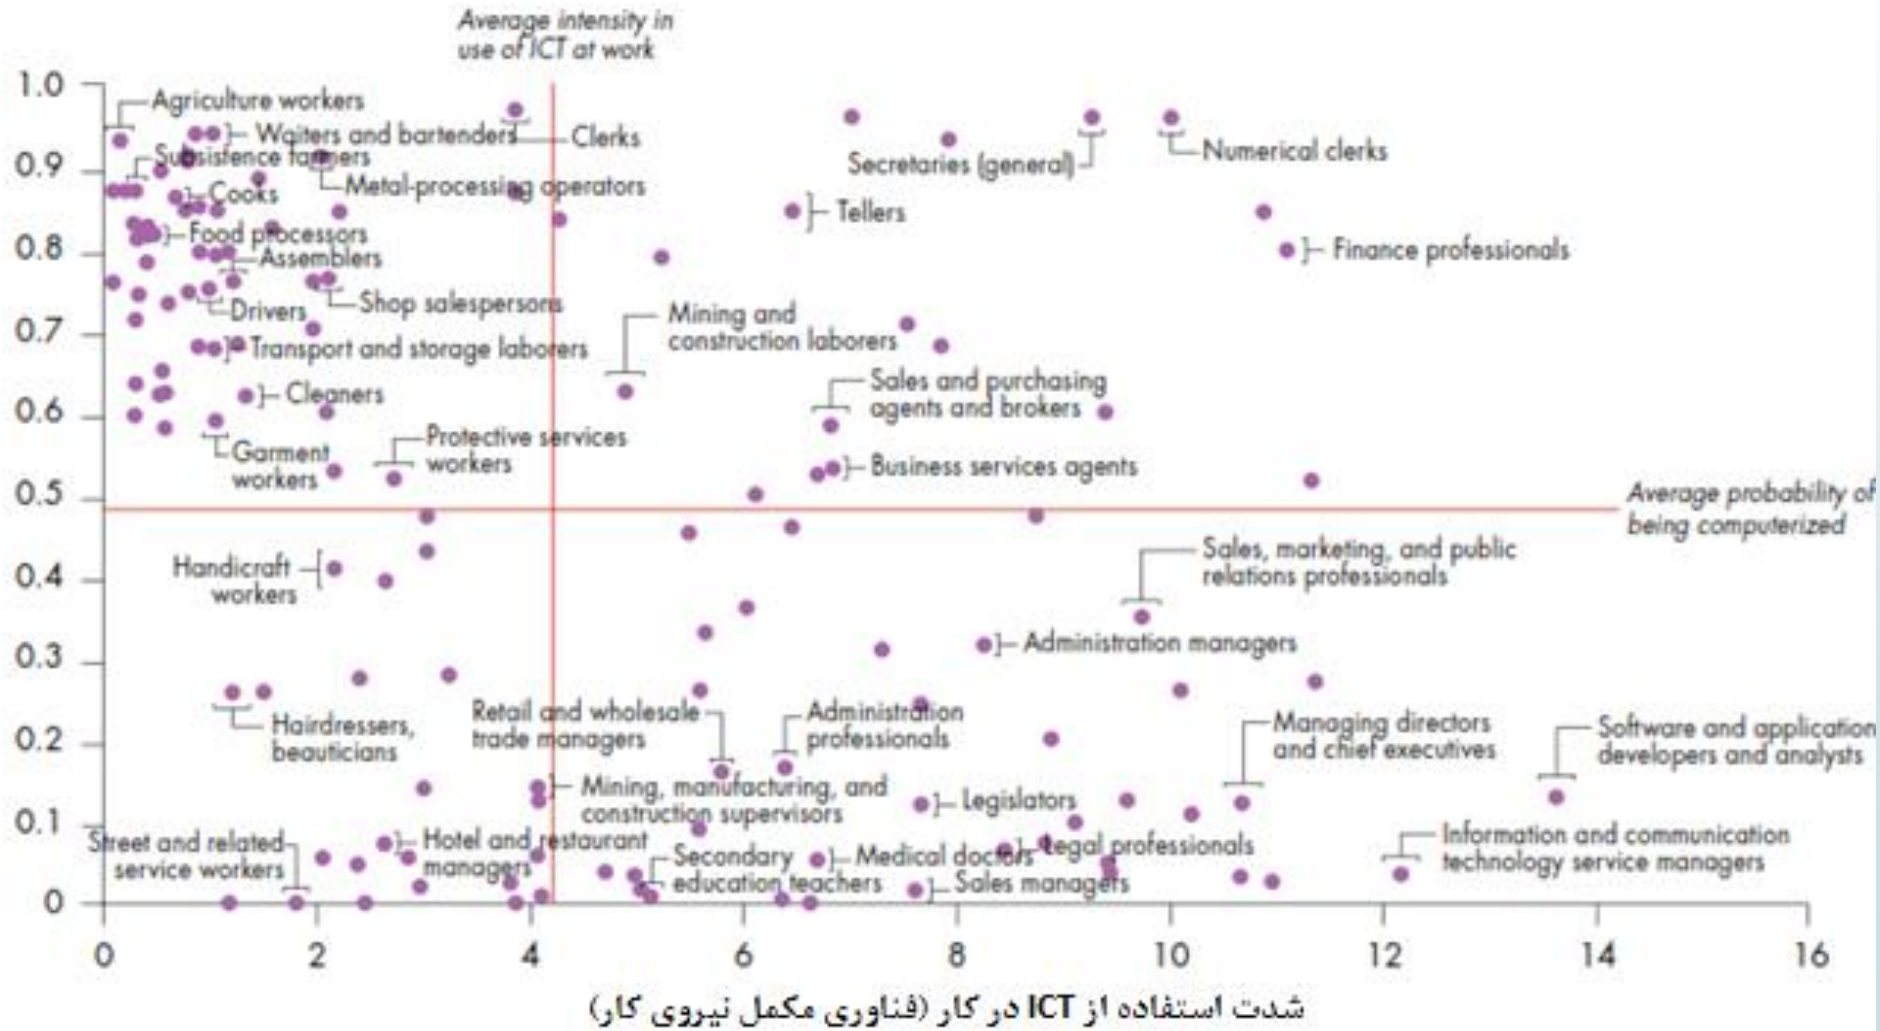 Average intensity in
use of ICT at work
1.0
Agriculture workers
Waiters and bartenders
Clerks
Subsistence farmers
0.9
Metal-processing operators
Cooks
Secretaries (general)
Numerical clerks
Tellers
Food processors
0.8
Assemblers
Finance professionals
Drivers
Shop salespersons
0.7
Mining and
construction laborers
Transport and storage laborers
Cleaners
Sales and purchasing
agents and brokers
0.6
Garment
workers
Protective services
workers
Business services agents
0.5
Average probability of
being computerized
Handicraft
workers
0.4
Sales, marketing, and public
relations professionals
Administration managers
0.3
Hairdressers,
beauticians
Retail and wholesale
trade managers
Administration
professionals
Managing directors
and chief executives
Software and application
developers and analysts
0.2
Mining, manufacturing, and
construction supervisors
Legislators
0.1
Street and related
service workers
Hotel and restaurant
managers
Secondary
education teachers
Medical doctors
Legal professionals
Sales managers
Information and communication
technology service managers
0
0 2 4 6 8 10 12 14 16
شدت استفاده از ICT در کار (فناوری مکمل نیروی کار)